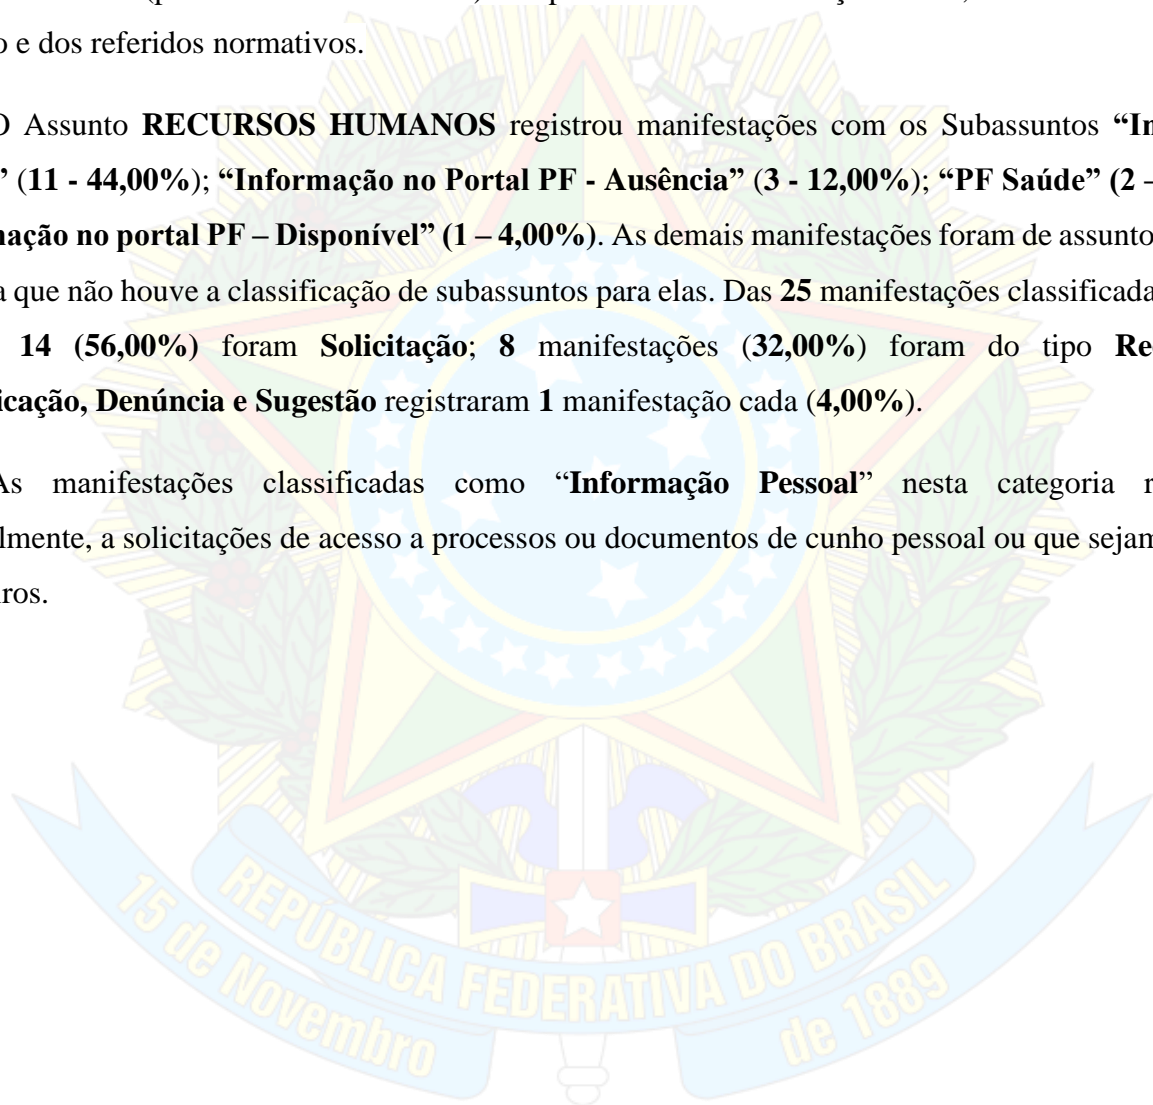 o e dos referidos normativos.
O Assunto RECURSOS HUMANOS registrou manifestações com os Subassuntos “In
” (11 - 44,00%); “Informação no Portal PF - Ausência” (3 - 12,00%); “PF Saúde” (2 –
mação no portal PF – Disponível” (1 – 4,00%). As demais manifestações foram de assunto
a que não houve a classificação de subassuntos para elas. Das 25 manifestações classificada
14 (56,00%) foram Solicitação; 8 manifestações (32,00%) foram do tipo Re
icação, Denúncia e Sugestão registraram 1 manifestação cada (4,00%).
As manifestações classificadas como “Informação Pessoal” nesta categoria r
lmente, a solicitações de acesso a processos ou documentos de cunho pessoal ou que sejam
iros.
REPUBLICA FEDERATIVA DO BRASIL
15 de Novembro de 1889